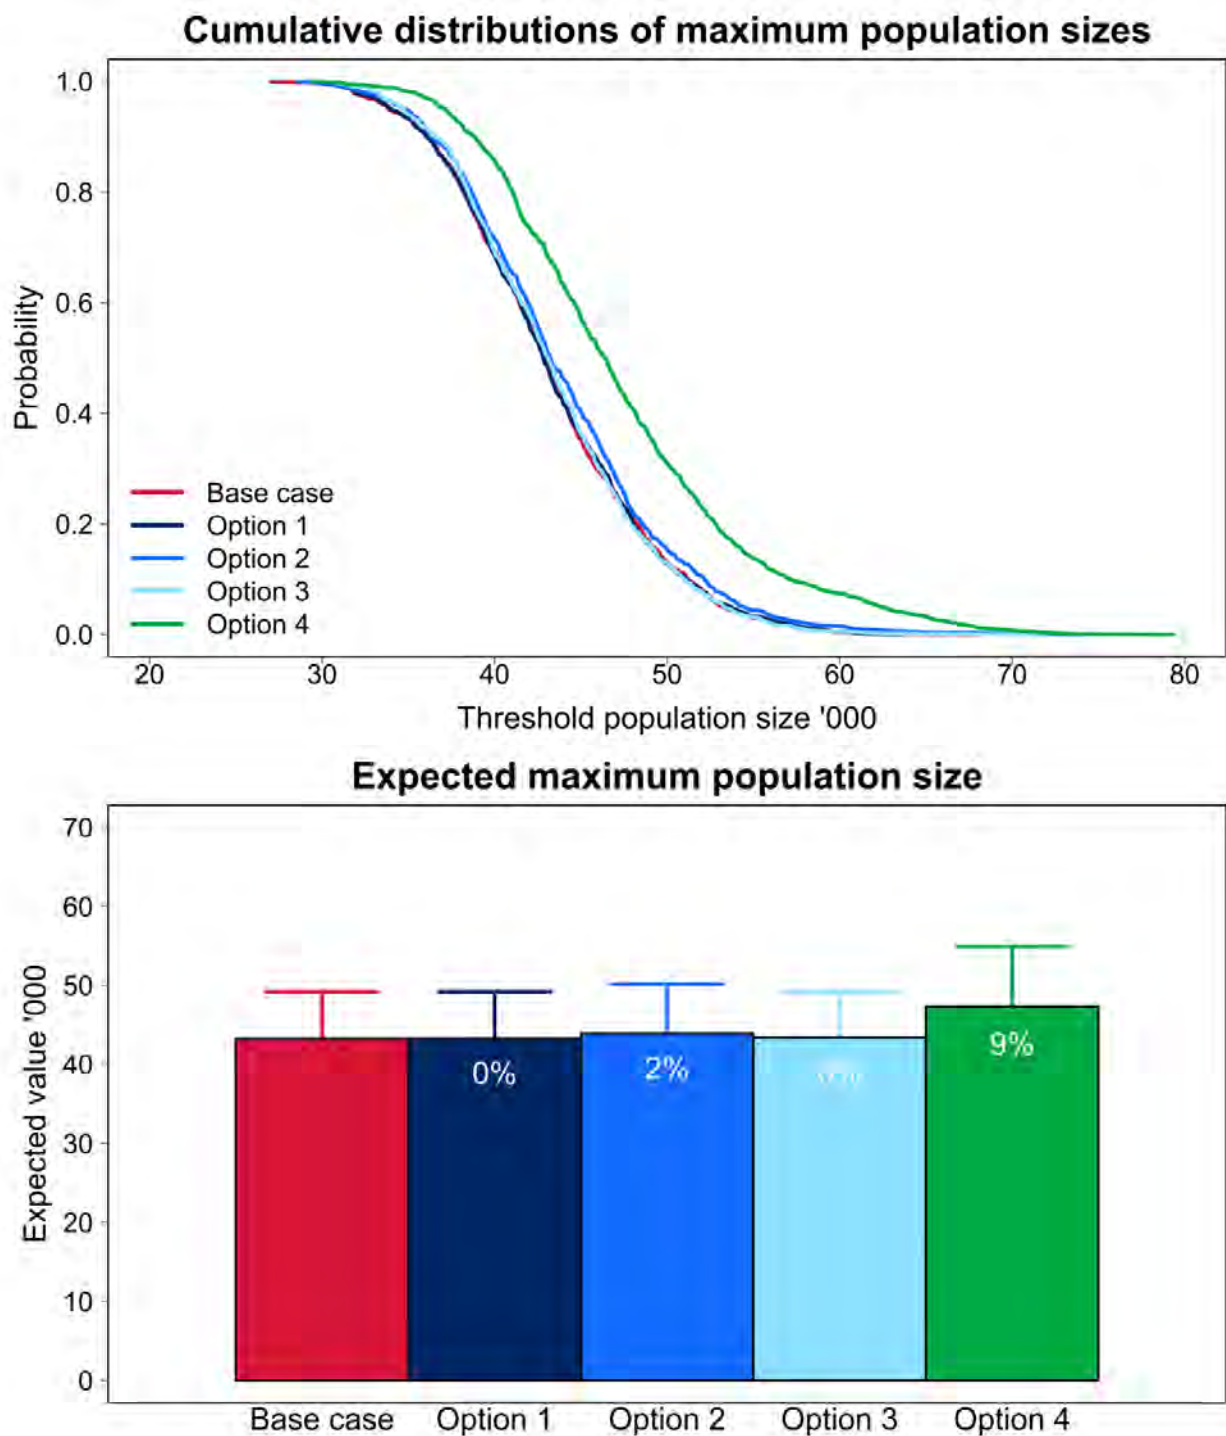 Cumulative distributions of maximum population sizes
1.0
0.8
0.6
0.4
0.2
0.0
Probability
Base case
Option 1
Option 2
Option 3
Option 4
20 30 40 50 60 70 80
Threshold population size '000
Expected maximum population size
70
60
50
40
30
20
10
0
Expected value '000
0%
2%
9%
Base case Option 1 Option 2 Option 3 Option 4